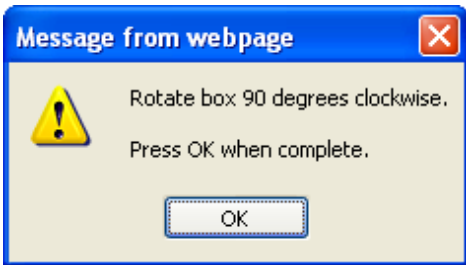 Message from webpage
Rotate box 90 degrees clockwise.
Press OK when complete.
OK